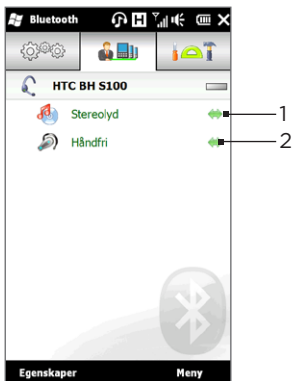 Bluetooth
HTC BH S100
Stereolyd
1
Håndfri
2
Egenskaper Meny